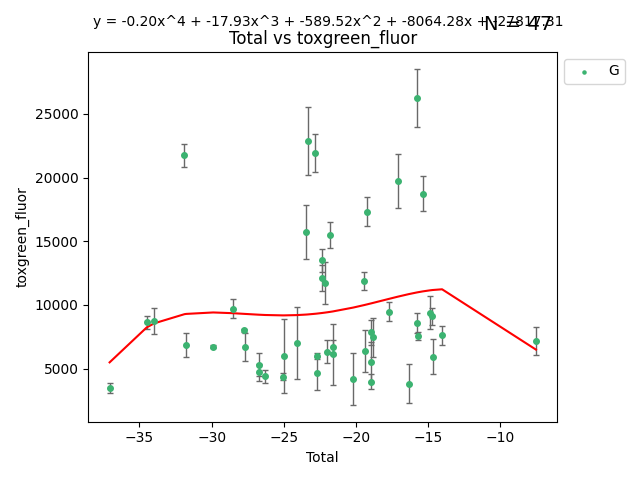 y = -0.20x^4 + -17.93x^3 + -589.52x^2 + -8064.28x +
N = 47
Total vs toxgreen_fluor
G
toxgreen_fluor
25000
20000
15000
10000
5000
−35
−30
−25
−20
−15
−10
Total